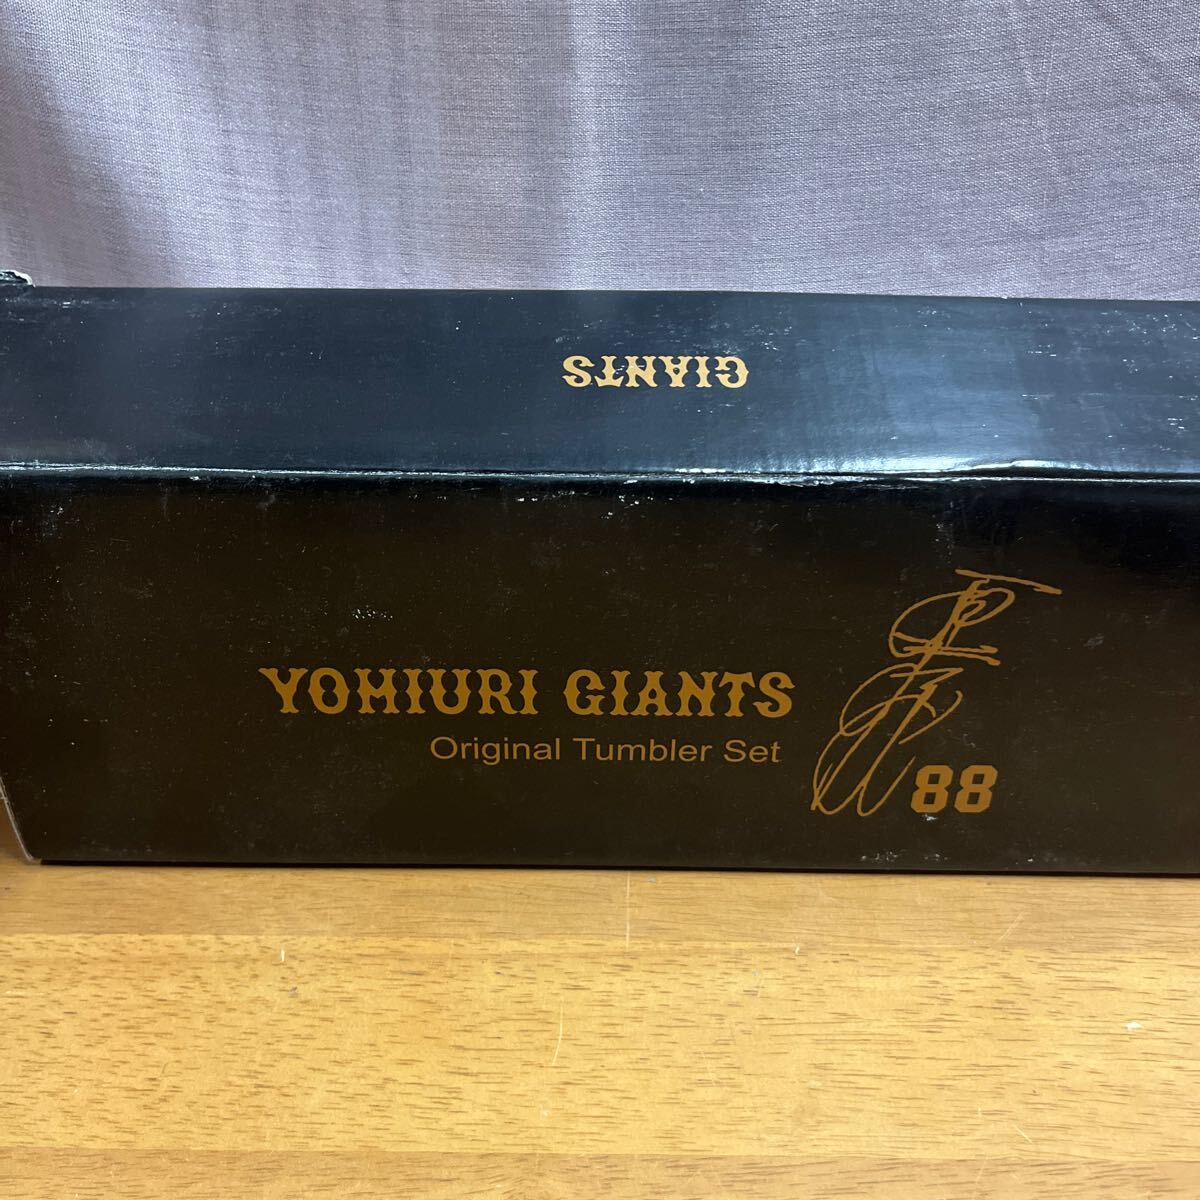 GIANTS
YOMIURI GIANTS
Original Tumbler Set
88